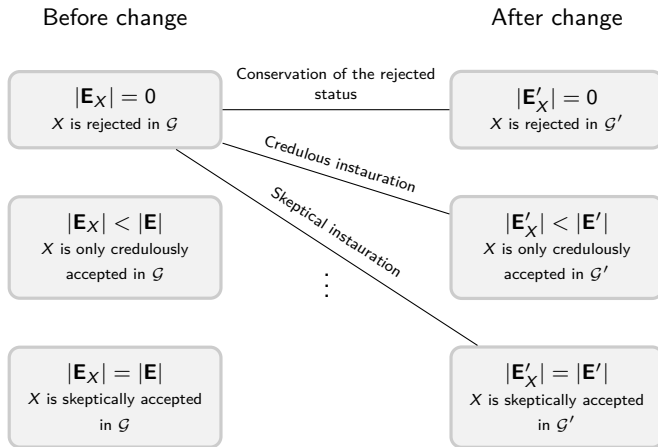 Before change
After change
|𝐄_X| = 0
X is rejected in 𝒢
Conservation of the rejected
status
|𝐄′_X| = 0
X is rejected in 𝒢′
Credulous instauration
Skeptical instauration
|𝐄_X| < |𝐄|
X is only credulously
accepted in 𝒢
|𝐄′_X| < |𝐄′|
X is only credulously
accepted in 𝒢′
⋮
|𝐄_X| = |𝐄|
X is skeptically accepted
in 𝒢
|𝐄′_X| = |𝐄′|
X is skeptically accepted
in 𝒢′